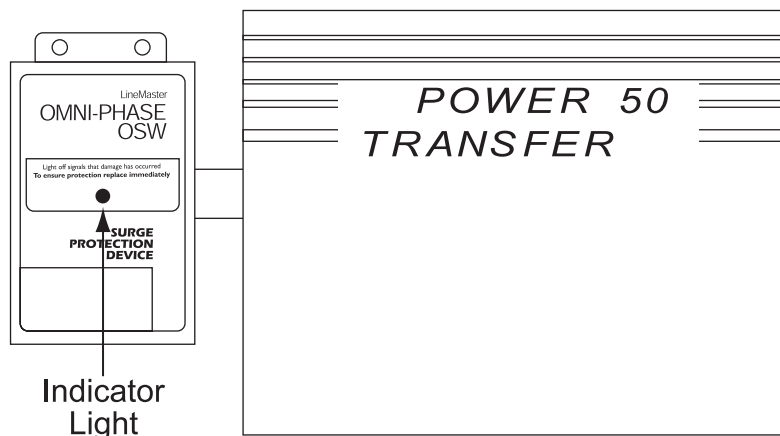 LineMaster
OMNI-PHASE
OSW
Light off signals that damage has occurred
To ensure protection replace immediately
SURGE
PROTECTION
DEVICE
Indicator
Light
POWER 50
TRANSFER